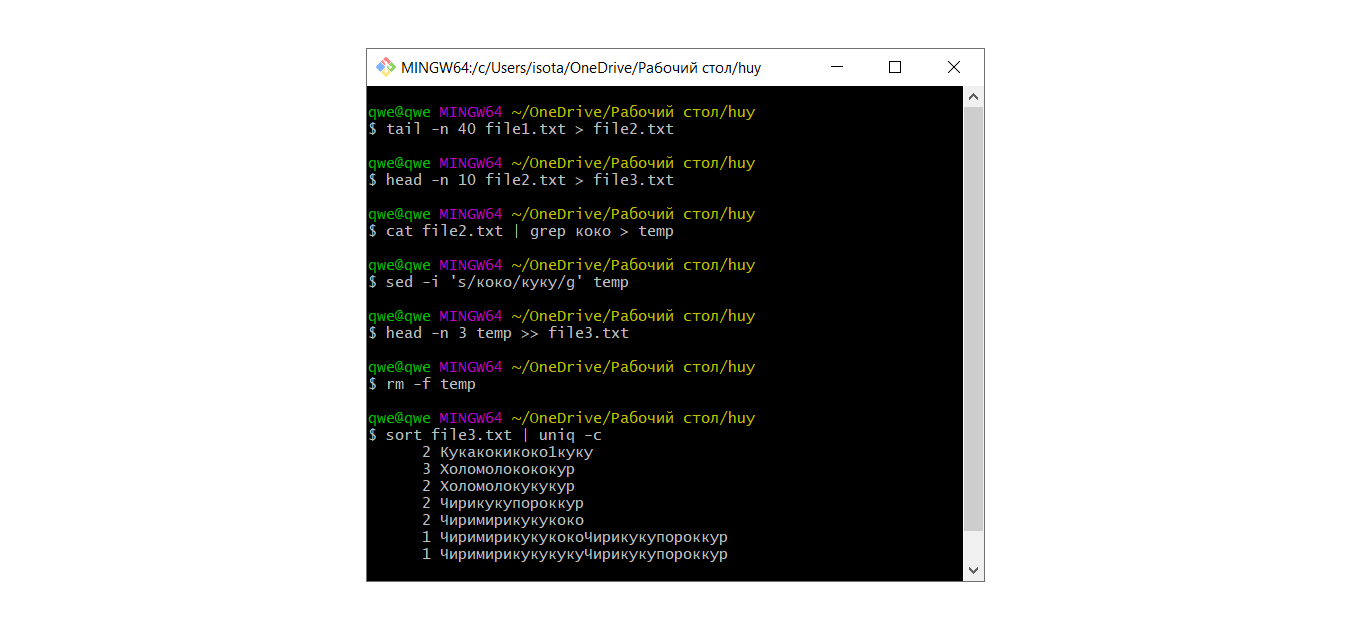 MINGW64:/c/Users/isota/OneDrive/Рабочий стол/huy
qwe@qwe MINGW64 ~/OneDrive/Рабочий стол/huy
$ tail -n 40 file1.txt > file2.txt
qwe@qwe MINGW64 ~/OneDrive/Рабочий стол/huy
$ head -n 10 file2.txt > file3.txt
qwe@qwe MINGW64 ~/OneDrive/Рабочий стол/huy
$ cat file2.txt | grep коко > temp
qwe@qwe MINGW64 ~/OneDrive/Рабочий стол/huy
$ sed -i 's/коко/куку/g' temp
qwe@qwe MINGW64 ~/OneDrive/Рабочий стол/huy
$ head -n 3 temp >> file3.txt
qwe@qwe MINGW64 ~/OneDrive/Рабочий стол/huy
$ rm -f temp
qwe@qwe MINGW64 ~/OneDrive/Рабочий стол/huy
$ sort file3.txt | uniq -c
2 Кукакокикоко1куку
3 Холомолокококур
2 Холомолокукукур
2 Чирикукупороккур
2 Чиримирикукукоко
1 ЧиримирикукукокоЧирикукупороккур
1 ЧиримирикукукукуЧирикукупороккур